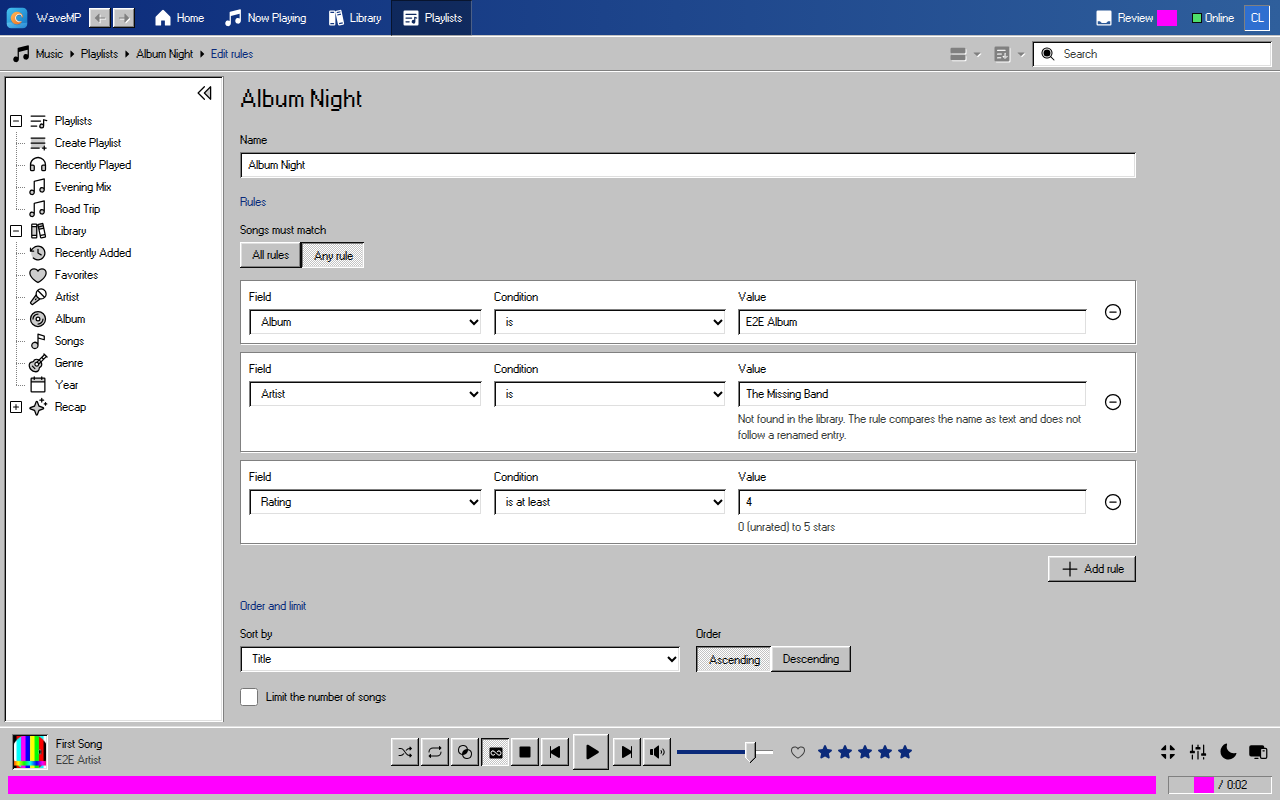 WaveMP
Home
Now Playing
Library
Playlists
Review
Online
CL
Music
Playlists
Album Night
Edit rules
Search
Playlists
Create Playlist
Recently Played
Evening Mix
Road Trip
Library
Recently Added
Favorites
Artist
Album
Songs
Genre
Year
Recap
Album Night
Name
Album Night
Rules
Songs must match
All rules
Any rule
Field
Condition
Value
Album
is
E2E Album
Field
Condition
Value
Artist
is
The Missing Band
Not found in the library. The rule compares the name as text and does not
follow a renamed entry.
Field
Condition
Value
Rating
is at least
4
0 (unrated) to 5 stars
Add rule
Order and limit
Sort by
Order
Title
Ascending
Descending
Limit the number of songs
First Song
E2E Artist
/ 0:02